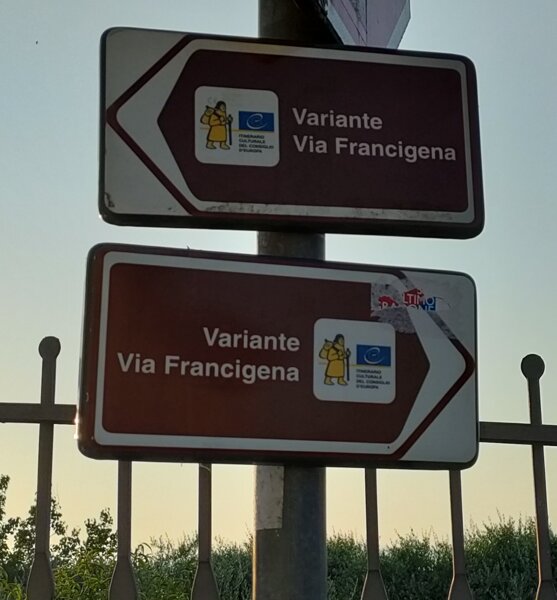 Variante
Via Francigena
ITINERARIO
CULTURALE
DEL CONSIGLIO
D'EUROPA
Variante
Via Francigena
ITINERARIO
CULTURALE
DEL CONSIGLIO
D'EUROPA